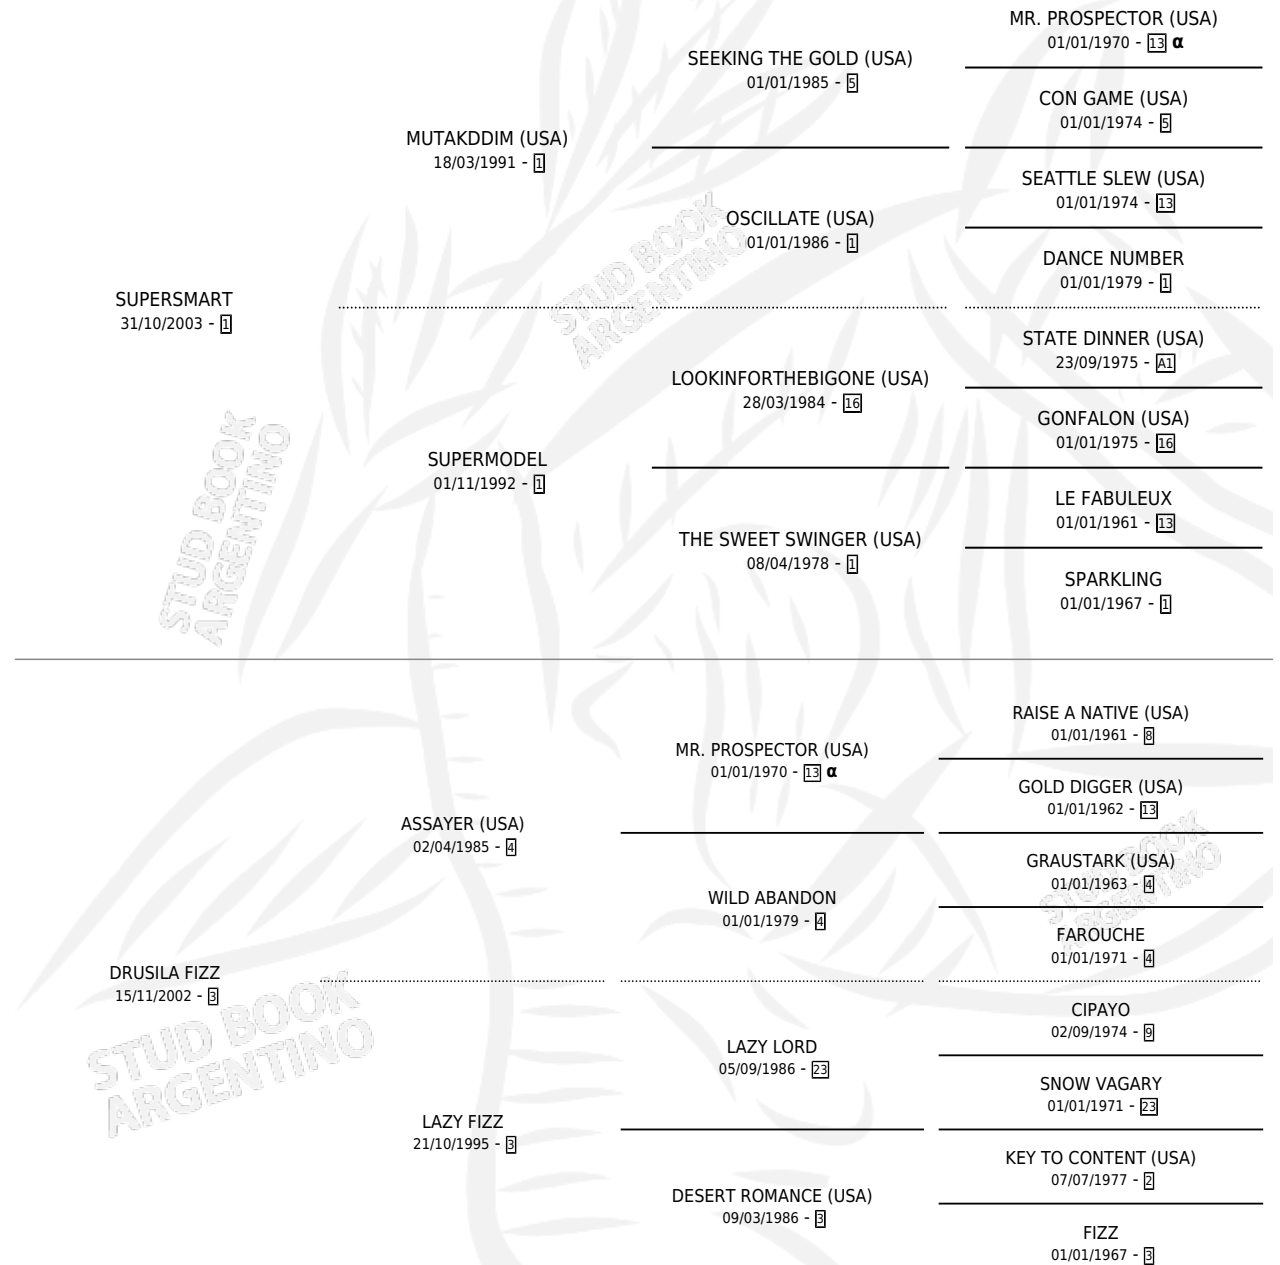 MR. PROSPECTOR (USA)
01/01/1970 - 13 α
SEEKING THE GOLD (USA)
01/01/1985 - 5
CON GAME (USA)
01/01/1974 - 5
MUTAKDDIM (USA)
18/03/1991 - 1
SEATTLE SLEW (USA)
01/01/1974 - 13
OSCILLATE (USA)
01/01/1986 - 1
DANCE NUMBER
01/01/1979 - 1
STUD BOOK
ARGENTINO
SUPERSMART
31/10/2003 - 1
STATE DINNER (USA)
23/09/1975 - A1
LOOKINFORTHEBIGONE (USA)
28/03/1984 - 16
GONFALON (USA)
01/01/1975 - 16
SUPERMODEL
01/11/1992 - 1
LE FABULEUX
01/01/1961 - 13
THE SWEET SWINGER (USA)
08/04/1978 - 1
SPARKLING
01/01/1967 - 1
STUD BOOK
ARGENTINO
RAISE A NATIVE (USA)
01/01/1961 - 8
MR. PROSPECTOR (USA)
01/01/1970 - 13 α
GOLD DIGGER (USA)
01/01/1962 - 13
ASSAYER (USA)
02/04/1985 - 4
GRAUSTARK (USA)
01/01/1963 - 4
WILD ABANDON
01/01/1979 - 4
FAROUCHE
01/01/1971 - 4
STUD BOOK
ARGENTINO
DRUSILA FIZZ
15/11/2002 - 3
CIPAYO
02/09/1974 - 9
LAZY LORD
05/09/1986 - 23
SNOW VAGARY
01/01/1971 - 23
STUD BOOK
ARGENTINO
LAZY FIZZ
21/10/1995 - 3
KEY TO CONTENT (USA)
07/07/1977 - 2
DESERT ROMANCE (USA)
09/03/1986 - 3
FIZZ
01/01/1967 - 3